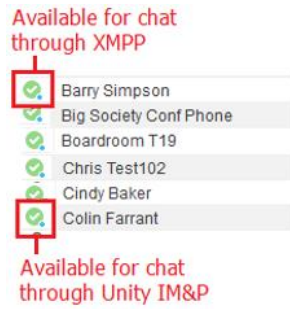 Available for chat
through XMPP
Barry Simpson
Big Society Conf Phone
Boardroom T19
Chris Test102
Cindy Baker
Colin Farrant
Available for chat
through Unity IM&P